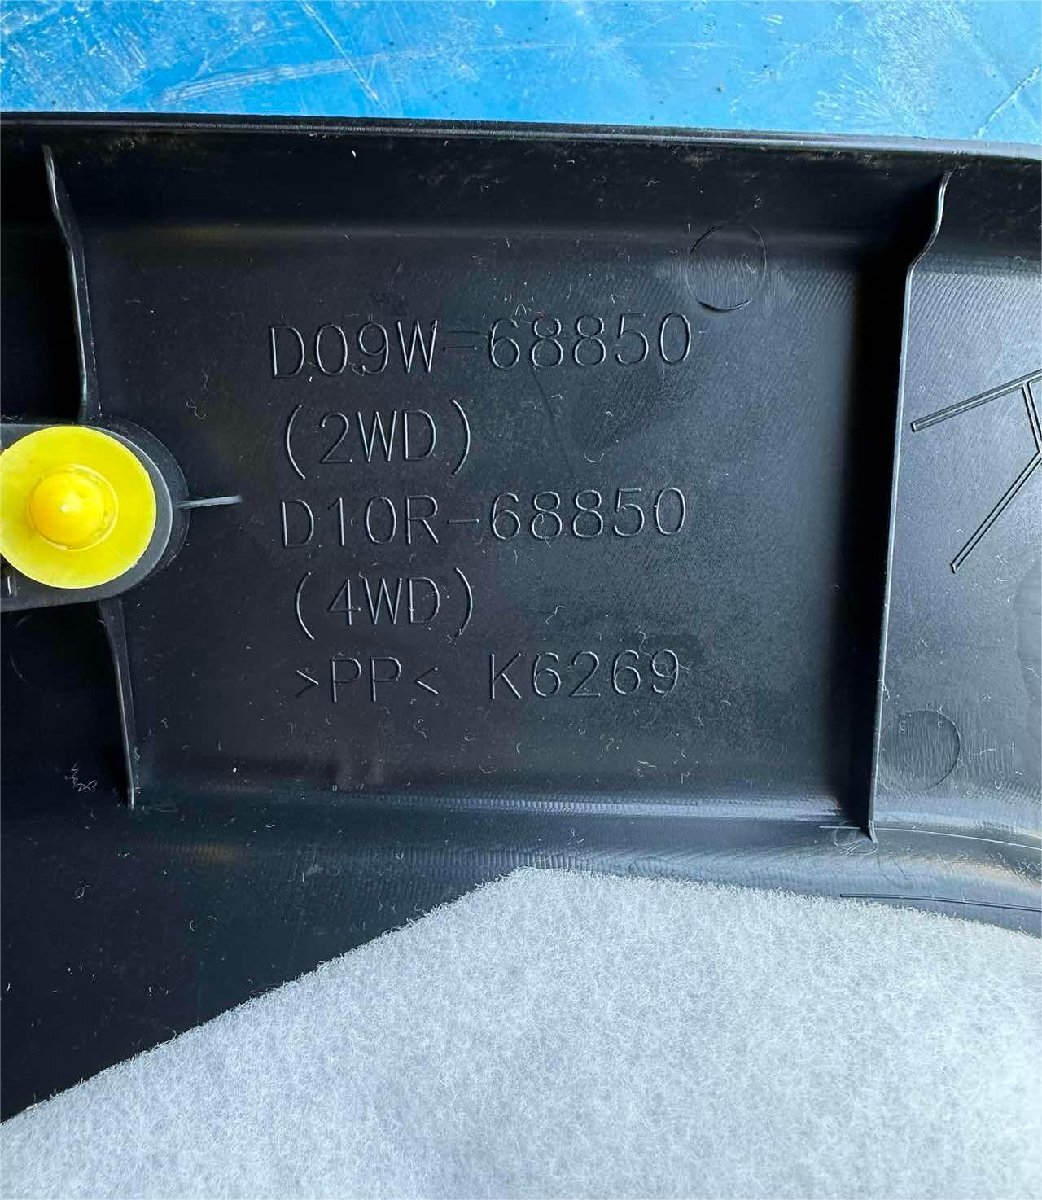 D09W-68850
(2WD)
D10R-68850
(4WD)
>PP< K6269